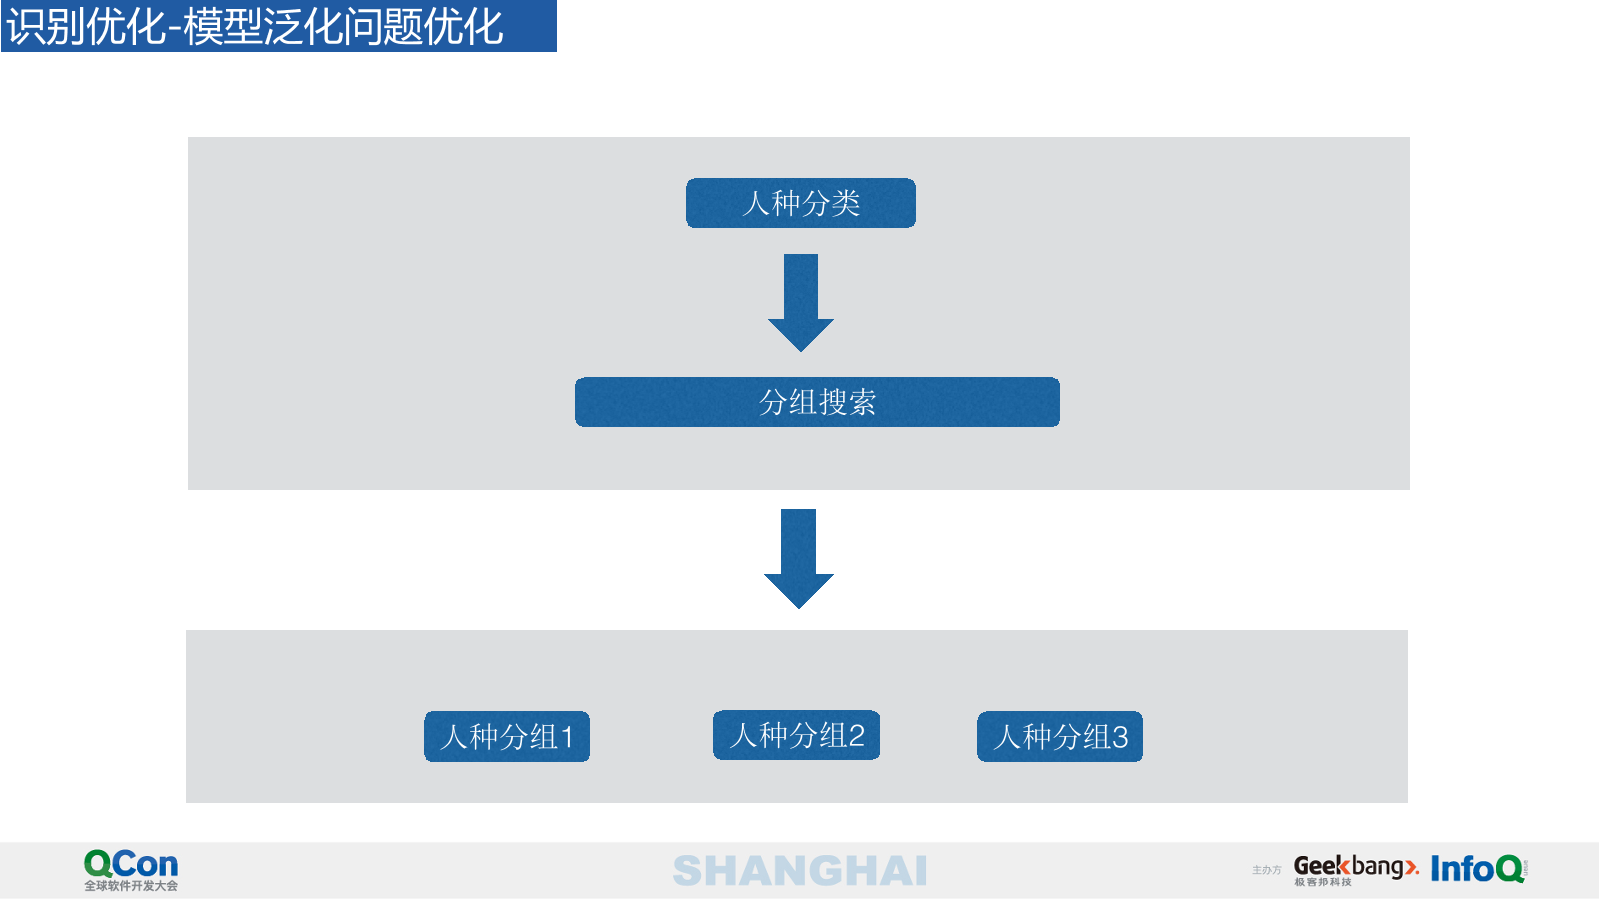 识别优化-模型泛化问题优化
人种分类
分组搜索
人种分组1
人种分组2
人种分组3
QCon
全球软件开发大会
SHANGHAI
主办方
Geekbang
极客邦科技
InfoQ